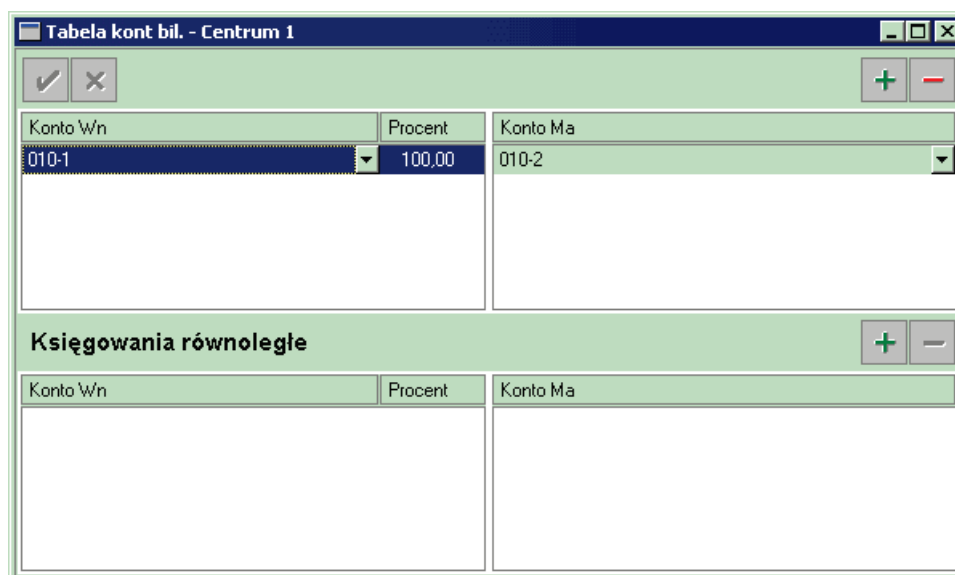 Tabela kont bil. - Centrum 1
Konto Wn Procent Konto Ma
010-1 100,00 010-2
Księgowania równoległe
Konto Wn Procent Konto Ma